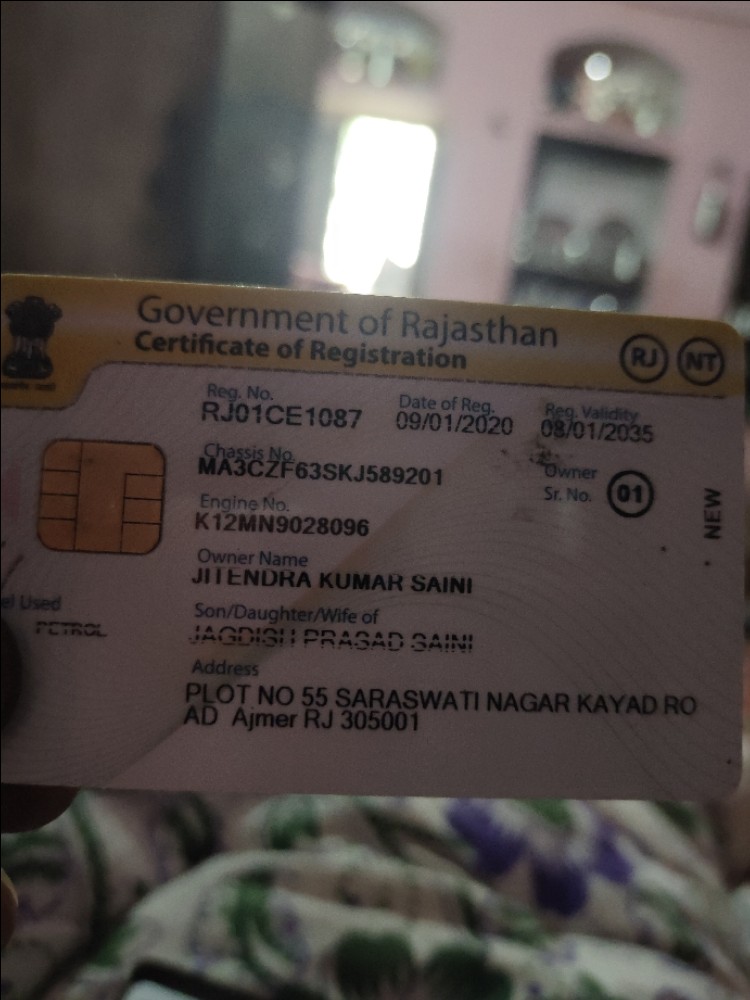 Government of Rajasthan
Certificate of Registration
RJ NT
Reg. No. Date of Reg. Reg. Validity
RJ01CE1087 09/01/2020 08/01/2035
Chassis No.
MA3CZF63SKJ589201
Owner
Sr. No. 01
NEW
Engine No.
K12MN9028096
Owner Name
JITENDRA KUMAR SAINI
el Used
PETROL
Son/Daughter/Wife of
JAGDISH PRASAD SAINI
Address
PLOT NO 55 SARASWATI NAGAR KAYAD RO
AD Ajmer RJ 305001